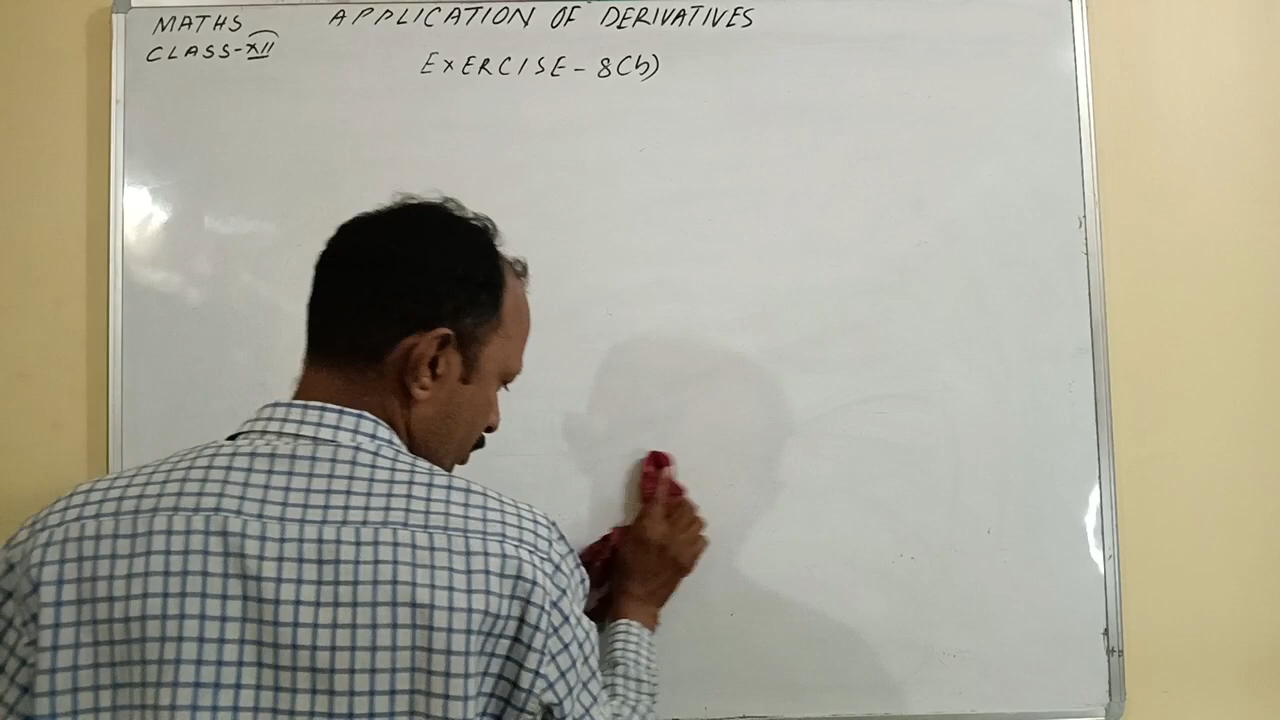 MATHS
CLASS-XII
APPLICATION OF DERIVATIVES
EXERCISE-8(b)